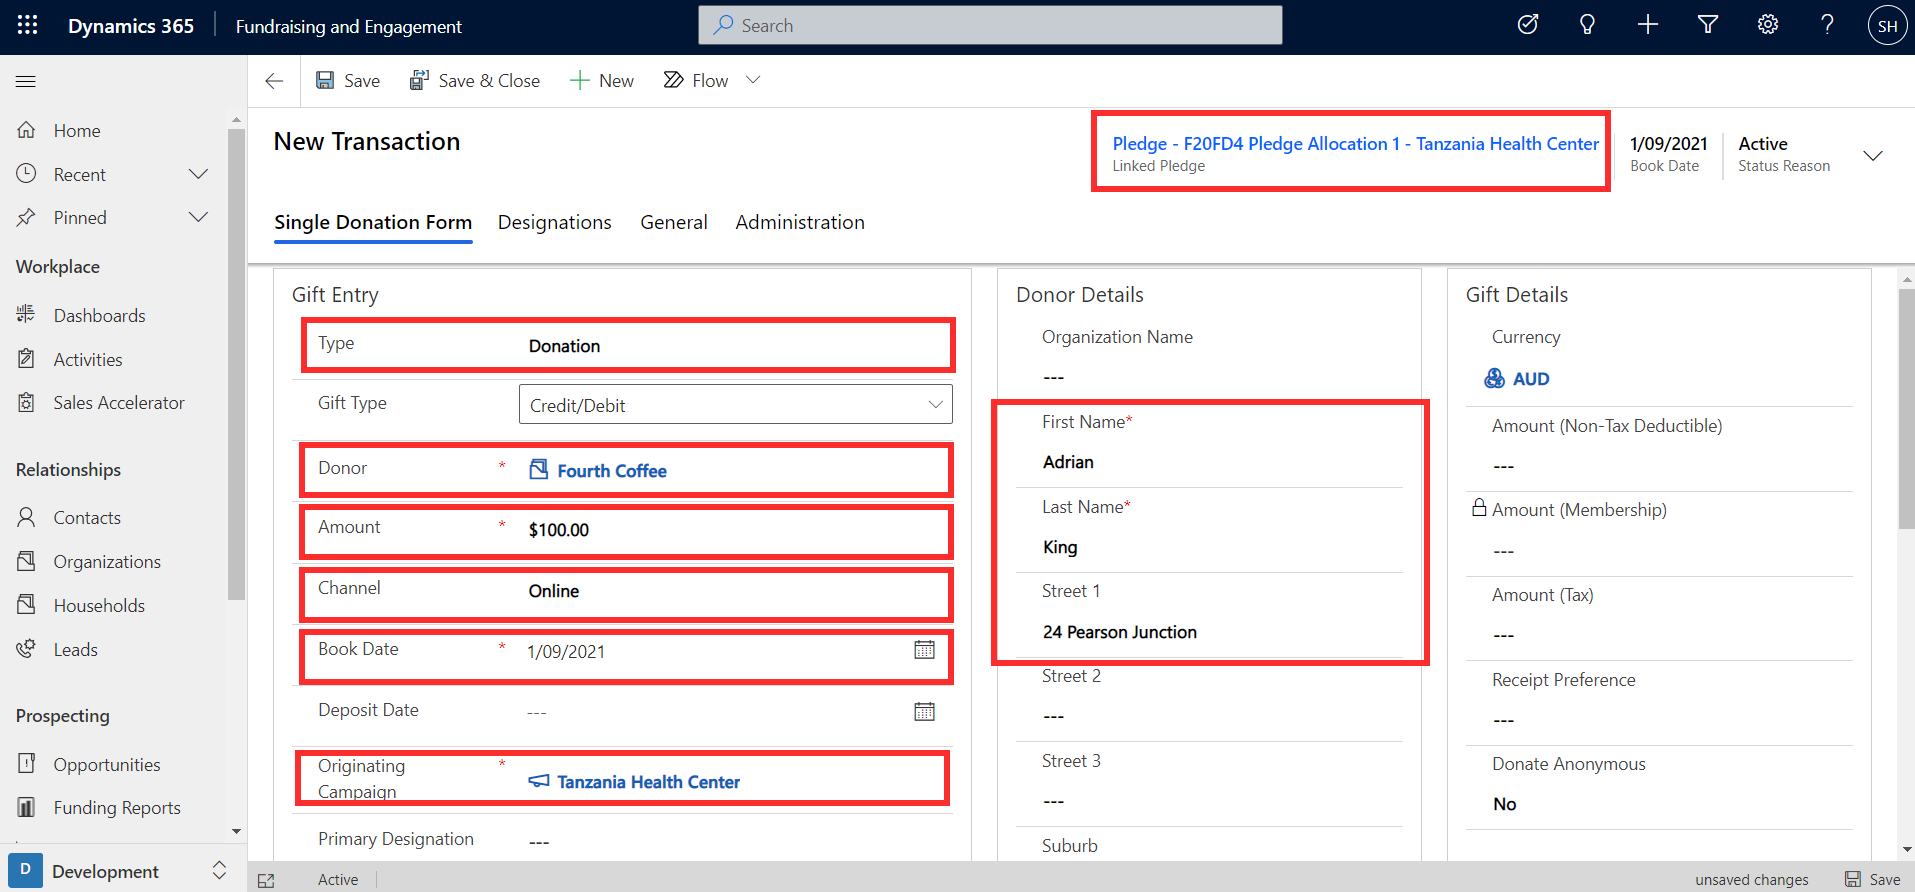 Dynamics 365
Fundraising and Engagement
Search
SH
Save
Save & Close
New
Flow
Home
Recent
Pinned
Workplace
Dashboards
Activities
Sales Accelerator
Relationships
Contacts
Organizations
Households
Leads
Prospecting
Opportunities
Funding Reports
D
Development
New Transaction
Pledge - F20FD4 Pledge Allocation 1 - Tanzania Health Center
Linked Pledge
1/09/2021
Book Date
Active
Status Reason
Single Donation Form
Designations
General
Administration
Gift Entry
Type
Donation
Gift Type
Credit/Debit
Donor *
Fourth Coffee
Amount *
$100.00
Channel
Online
Book Date *
1/09/2021
Deposit Date
---
Originating *
Campaign
Tanzania Health Center
Primary Designation
---
Donor Details
Organization Name
---
First Name*
Adrian
Last Name*
King
Street 1
24 Pearson Junction
Street 2
---
Street 3
---
Suburb
Gift Details
Currency
AUD
Amount (Non-Tax Deductible)
---
Amount (Membership)
---
Amount (Tax)
---
Receipt Preference
---
Donate Anonymous
No
Active
unsaved changes
Save